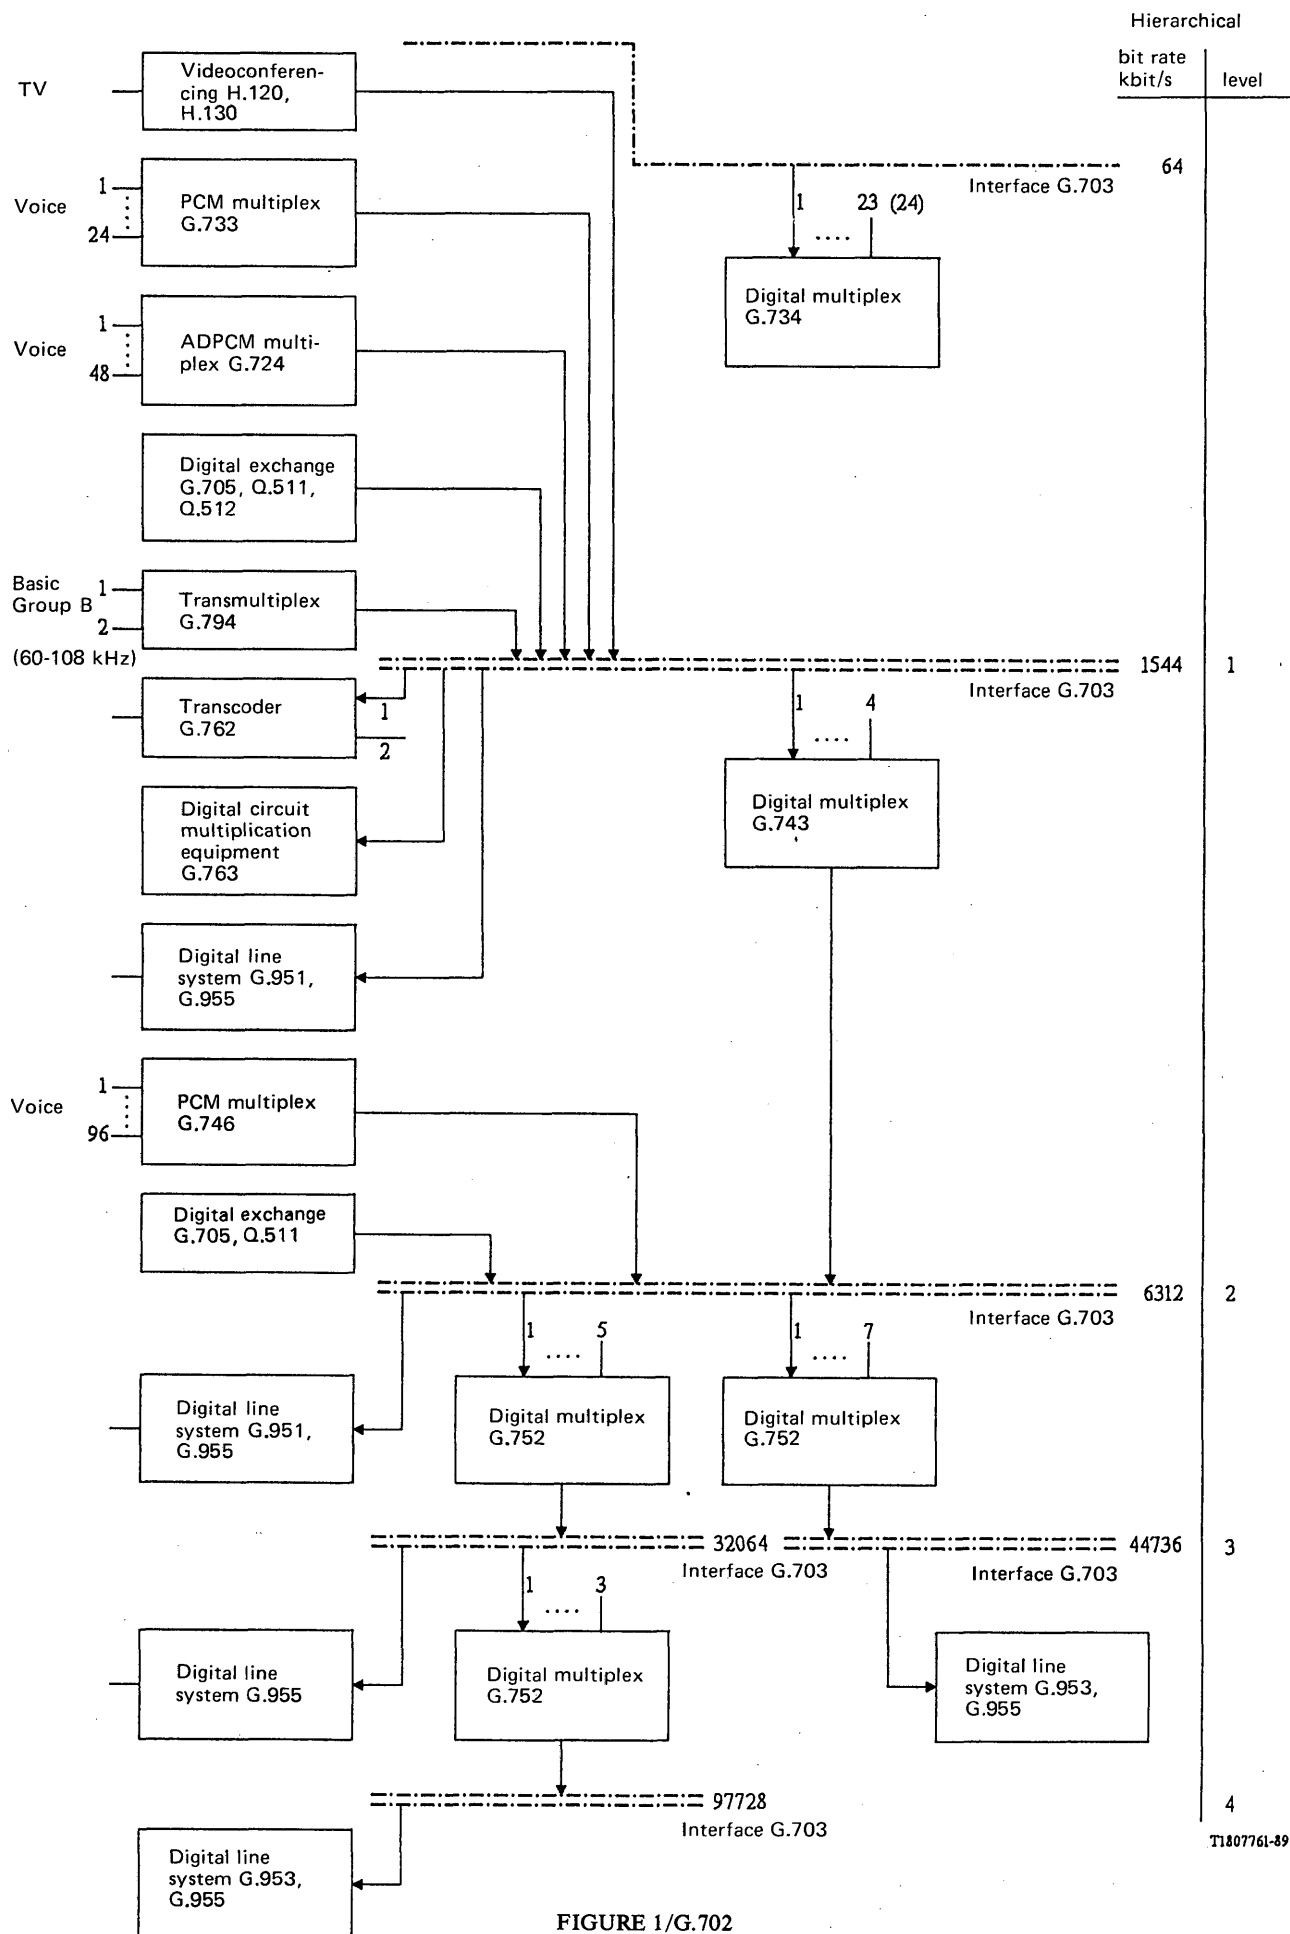 Hierarchical
bit rate
kbit/s
level
TV
Videoconferen-
cing H.120,
H.130
64
Interface G.703
Voice
1
24
PCM multiplex
G.733
1 .... 23 (24)
Digital multiplex
G.734
Voice
1
48
ADPCM multi-
plex G.724
Digital exchange
G.705, Q.511,
Q.512
Basic
Group B
1
2
(60-108 kHz)
Transmultiplex
G.794
1544 1
Interface G.703
Transcoder
G.762
1
2
1 .... 4
Digital multiplex
G.743
Digital circuit
multiplication
equipment
G.763
Digital line
system G.951,
G.955
Voice
1
96
PCM multiplex
G.746
Digital exchange
G.705, Q.511
6312 2
Interface G.703
1 .... 5
1 .... 7
Digital line
system G.951,
G.955
Digital multiplex
G.752
Digital multiplex
G.752
32064
Interface G.703
44736 3
Interface G.703
1 .... 3
Digital line
system G.955
Digital multiplex
G.752
Digital line
system G.953,
G.955
97728
Interface G.703
4
T1807761-89
Digital line
system G.953,
G.955
FIGURE 1/G.702